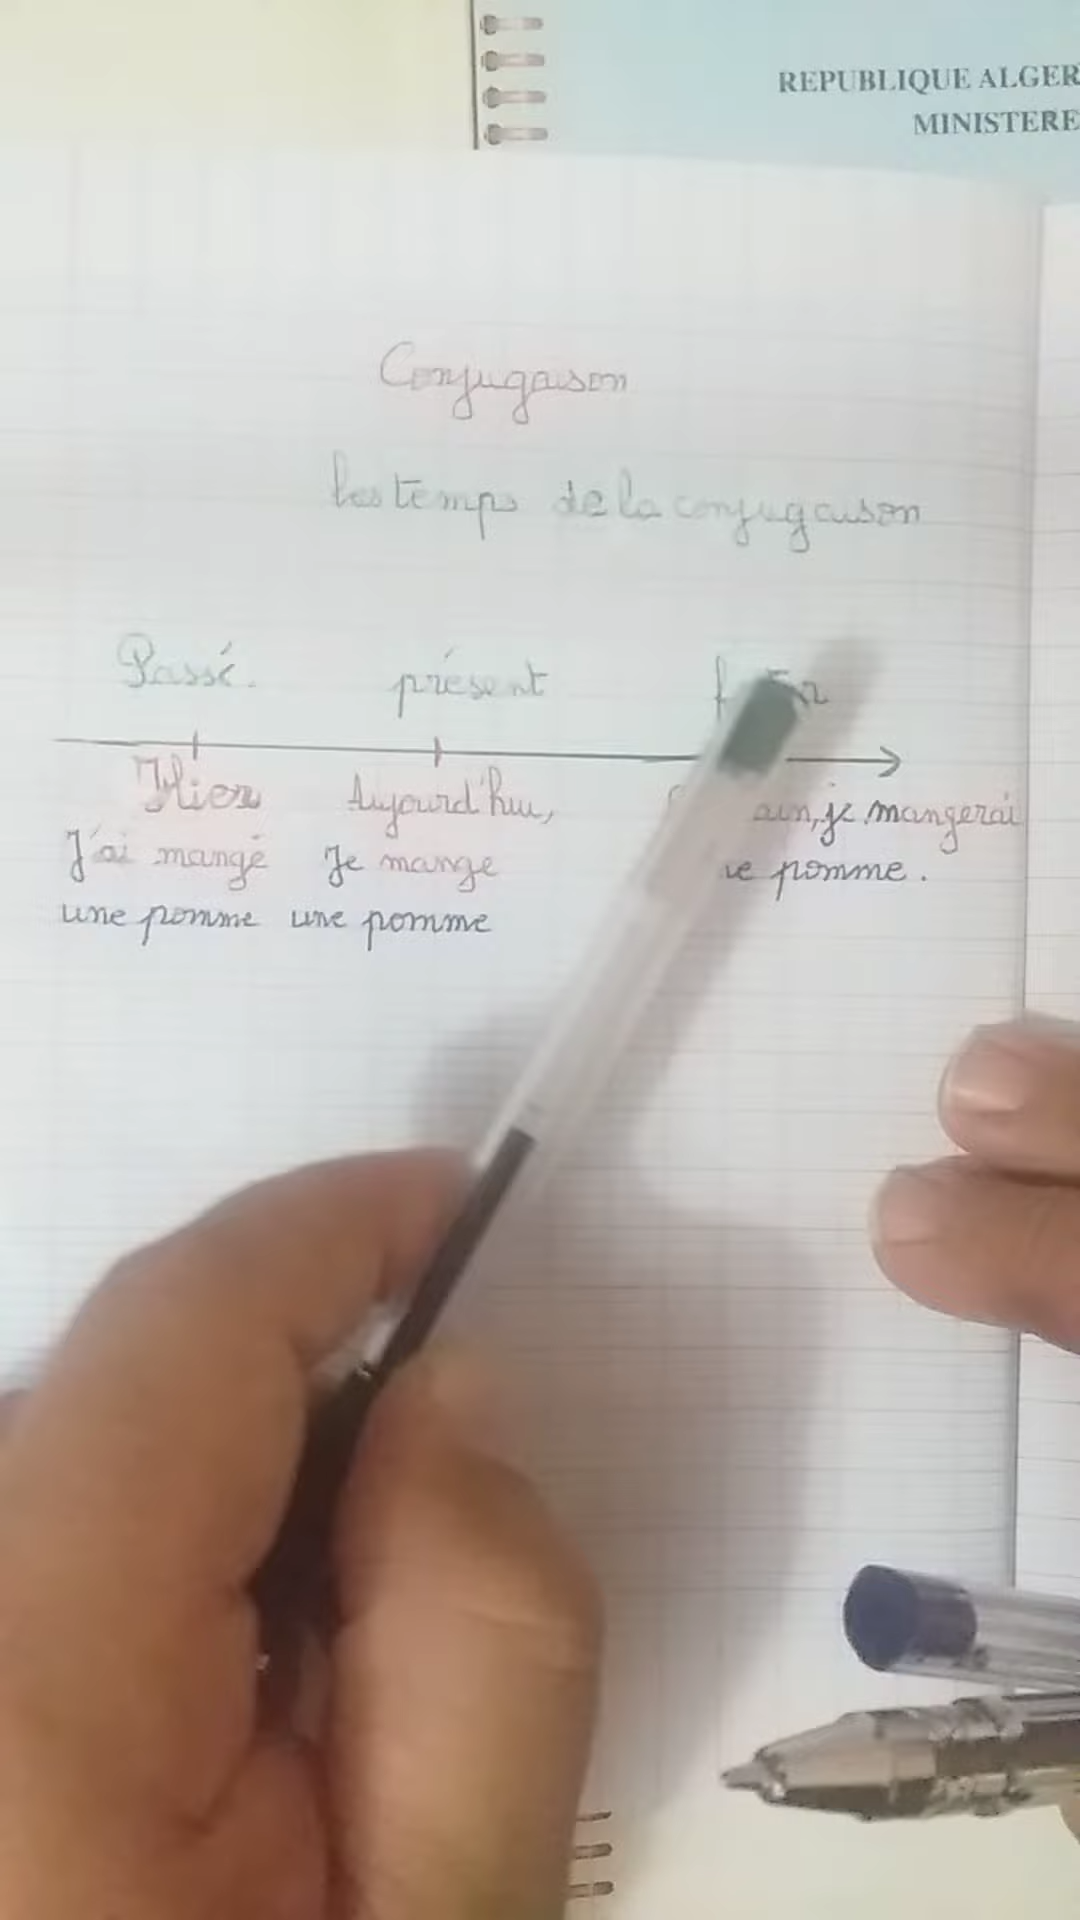 REPUBLIQUE ALGER
MINISTERE
Conjugaison
les temps de la conjugaison
Passé. présent
Hier Aujourd'hui, ain, je mangerai
J'ai mangé Je mange pomme.
une pomme une pomme